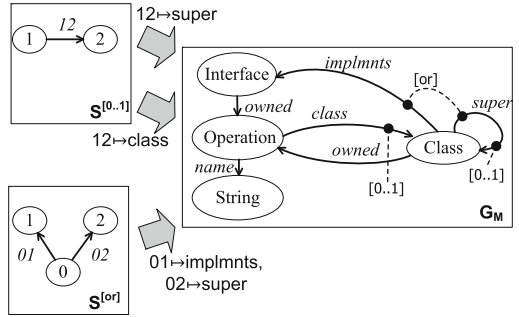 12↦super
12
1
2
S[0..1]
12↦class
implmnts
[or]
Interface
super
owned
class
Operation
Class
owned
name
[0..1]
[0..1]
String
G_M
1
2
01
02
0
S[or]
01↦implmnts,
02↦super